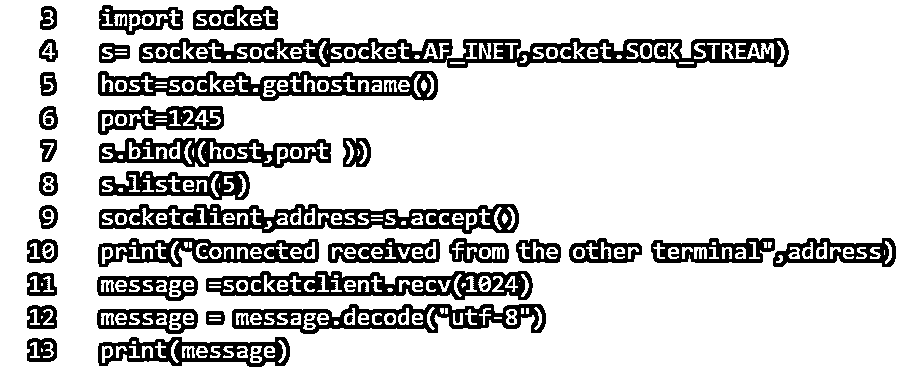 3 import socket
4 s= socket.socket(socket.AF_INET,socket.SOCK_STREAM)
5 host=socket.gethostname()
6 port=1245
7 s.bind((host,port ))
8 s.listen(5)
9 socketclient,address=s.accept()
10 print("Connected received from the other terminal",address)
11 message =socketclient.recv(1024)
12 message = message.decode("utf-8")
13 print(message)